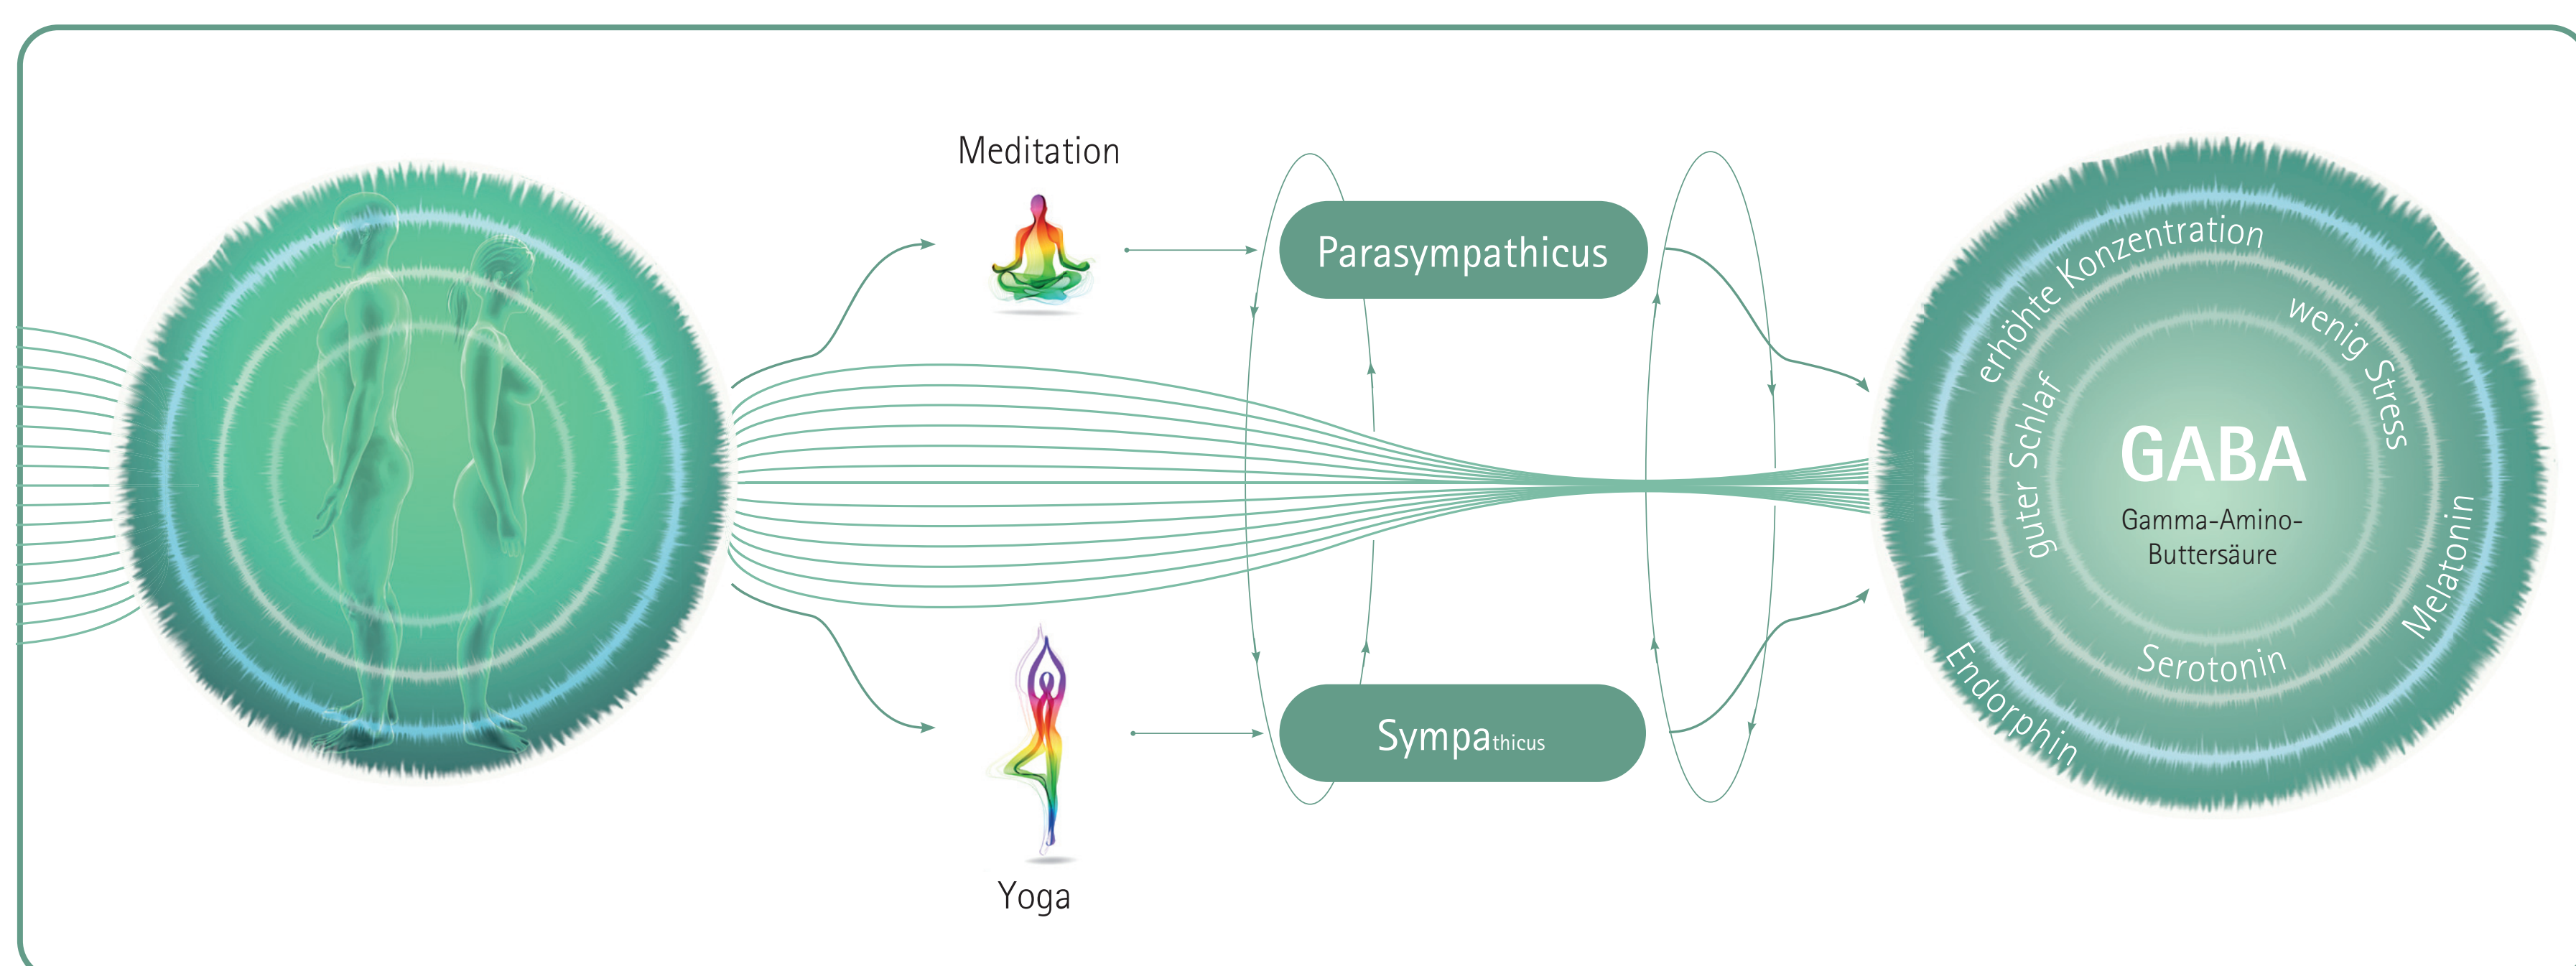 Meditation
Parasympathicus
Sympathicus
Yoga
erhöhte Konzentration
wenig Stress
guter Schlaf
GABA
Gamma-Amino-
Buttersäure
Melatonin
Serotonin
Endorphin